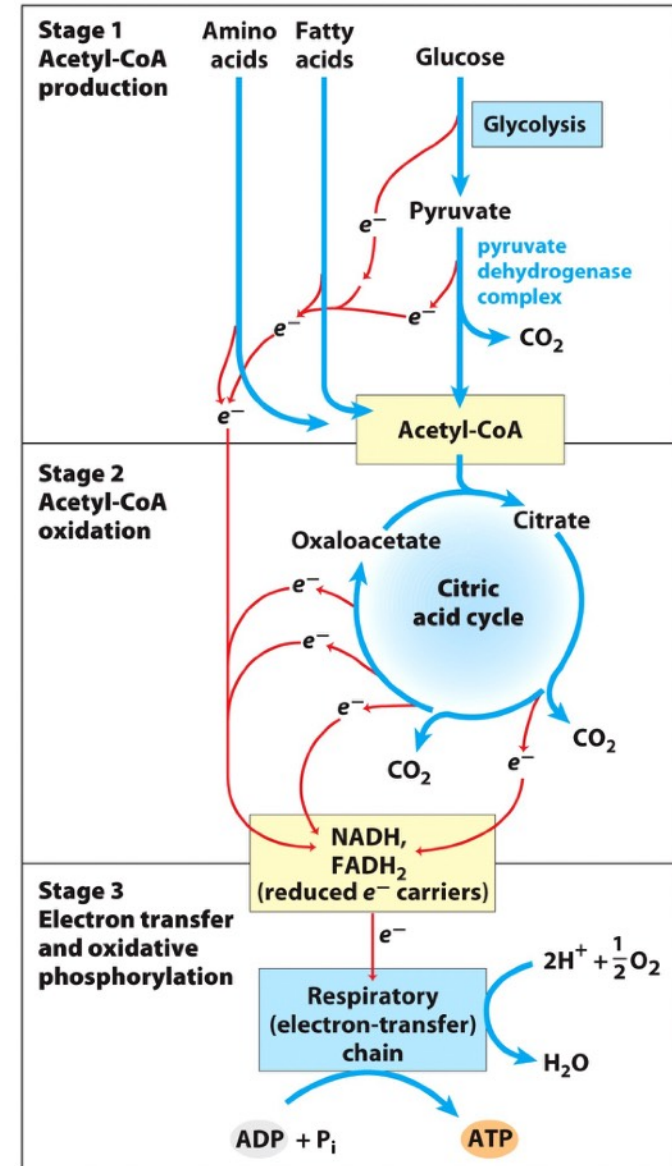 Stage 1
Acetyl-CoA
production
Amino
acids
Fatty
acids
Glucose
Glycolysis
Pyruvate
e⁻
pyruvate
dehydrogenase
complex
e⁻
e⁻
CO₂
e⁻
Acetyl-CoA
Stage 2
Acetyl-CoA
oxidation
Citrate
Oxaloacetate
Citric
acid cycle
e⁻
e⁻
e⁻
CO₂
e⁻
CO₂
NADH,
FADH₂
(reduced e⁻ carriers)
Stage 3
Electron transfer
and oxidative
phosphorylation
e⁻
2H⁺ + ½O₂
Respiratory
(electron-transfer)
chain
H₂O
ADP + Pᵢ
ATP